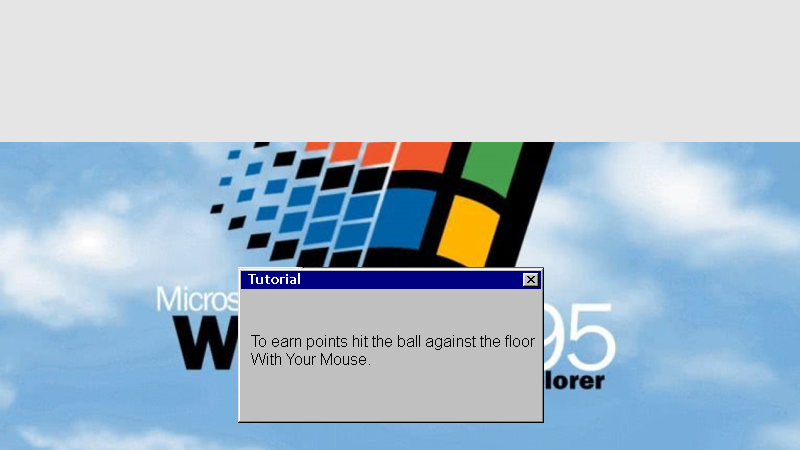 Tutorial
Micros
W
95
To earn points hit the ball against the floor
With Your Mouse.
lorer